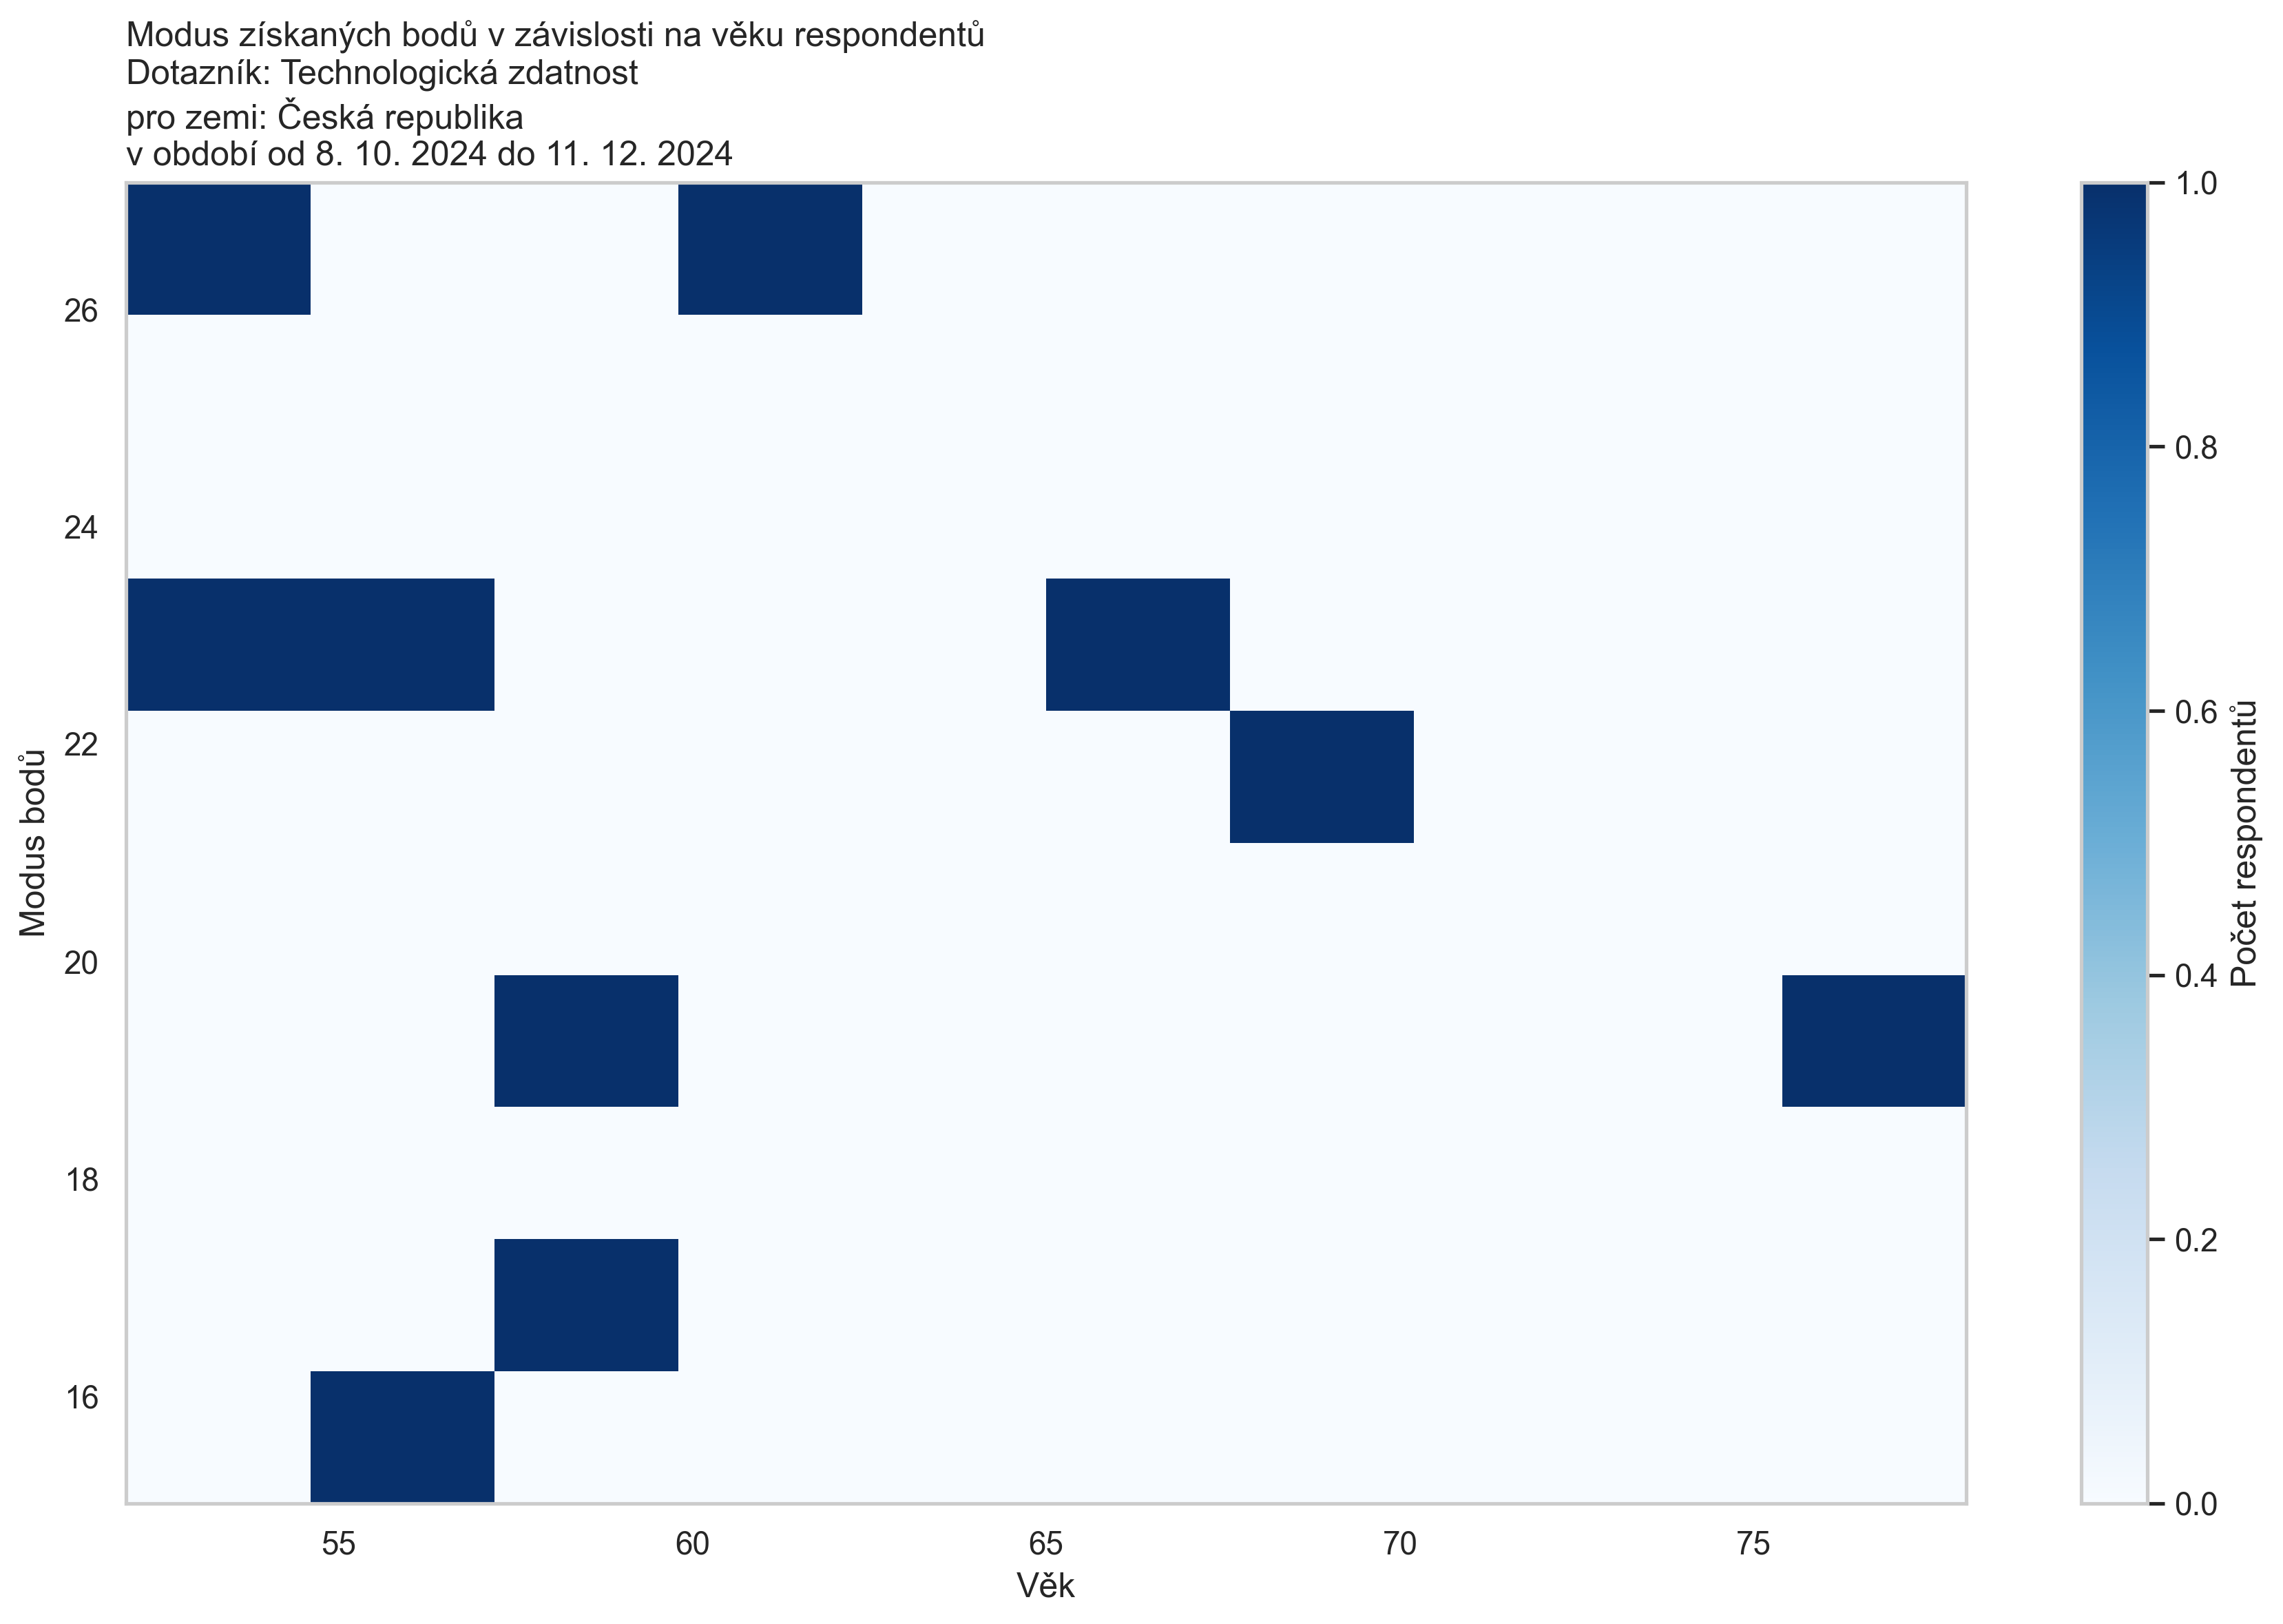 Modus získaných bodů v závislosti na věku respondentů
Dotazník: Technologická zdatnost
pro zemi: Česká republika
v období od 8. 10. 2024 do 11. 12. 2024
Modus bodů
26
24
22
20
18
16
55
60
65
70
75
Věk
1.0
0.8
0.6
0.4
0.2
0.0
Počet respondentů